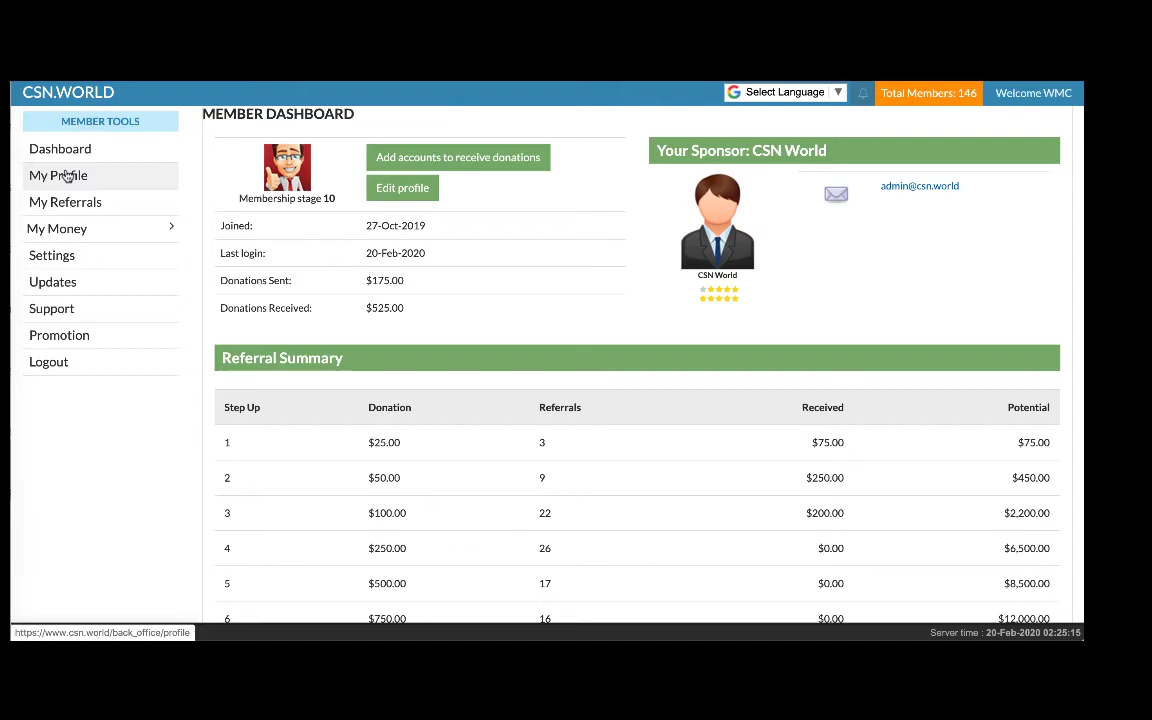 CSN.WORLD
Select Language ▼
Total Members: 146
Welcome WMC
MEMBER TOOLS
Dashboard
My Profile
My Referrals
My Money
Settings
Updates
Support
Promotion
Logout
MEMBER DASHBOARD
Membership stage 10
Add accounts to receive donations
Edit profile
Joined: 27-Oct-2019
Last login: 20-Feb-2020
Donations Sent: $175.00
Donations Received: $525.00
Your Sponsor: CSN World
admin@csn.world
CSN World
Referral Summary
Step Up Donation Referrals Received Potential
1 $25.00 3 $75.00 $75.00
2 $50.00 9 $250.00 $450.00
3 $100.00 22 $200.00 $2,200.00
4 $250.00 26 $0.00 $6,500.00
5 $500.00 17 $0.00 $8,500.00
6 $750.00 16 $0.00 $12,000.00
https://www.csn.world/back_office/profile
Server time : 20-Feb-2020 02:25:15